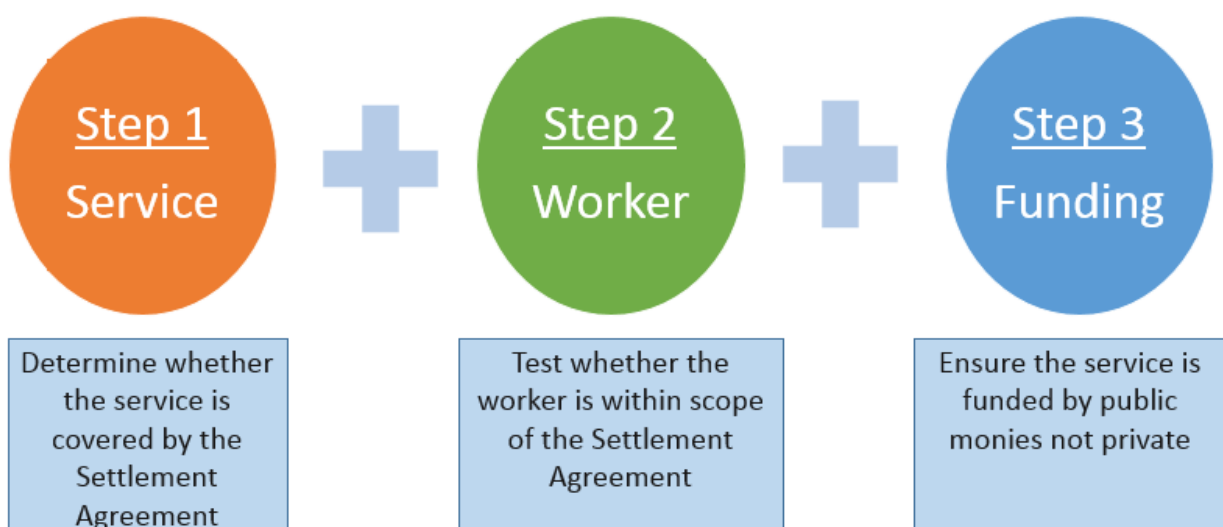 Step 1
Service
Step 2
Worker
Step 3
Funding
Determine whether
the service is
covered by the
Settlement
Agreement
Test whether the
worker is within scope
of the Settlement
Agreement
Ensure the service is
funded by public
monies not private